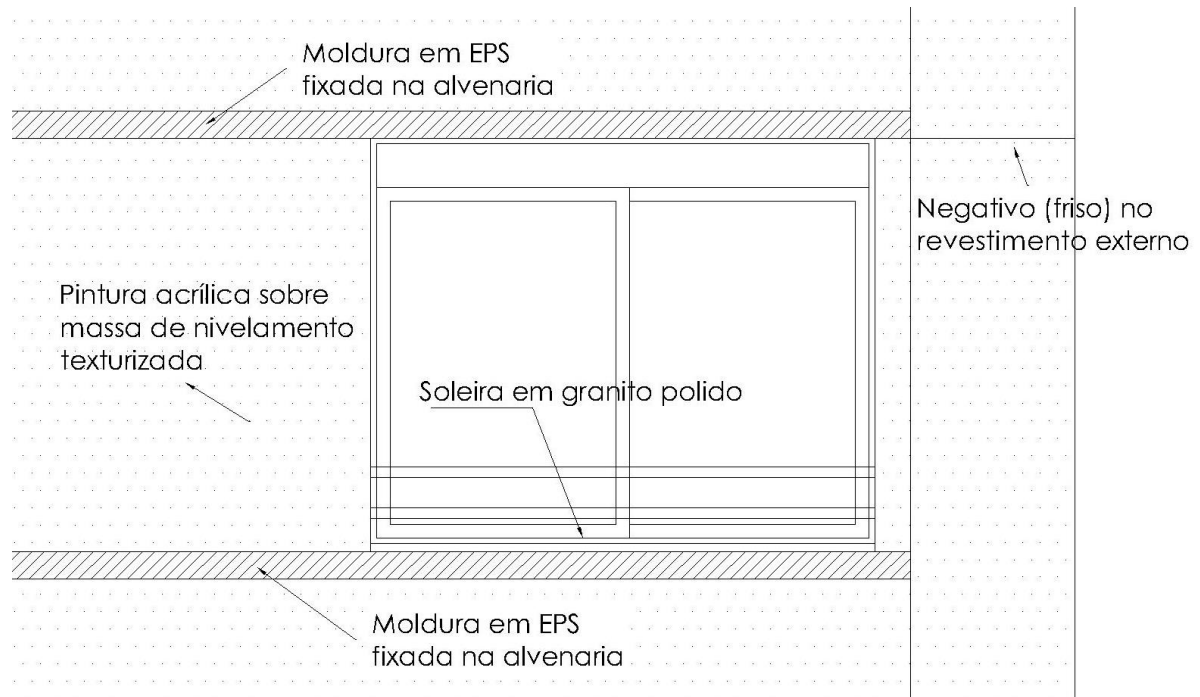 Moldura em EPS
fixada na alvenaria
Negativo (friso) no
revestimento externo
Pintura acrílica sobre
massa de nivelamento
texturizada
Soleira em granito polido
Moldura em EPS
fixada na alvenaria